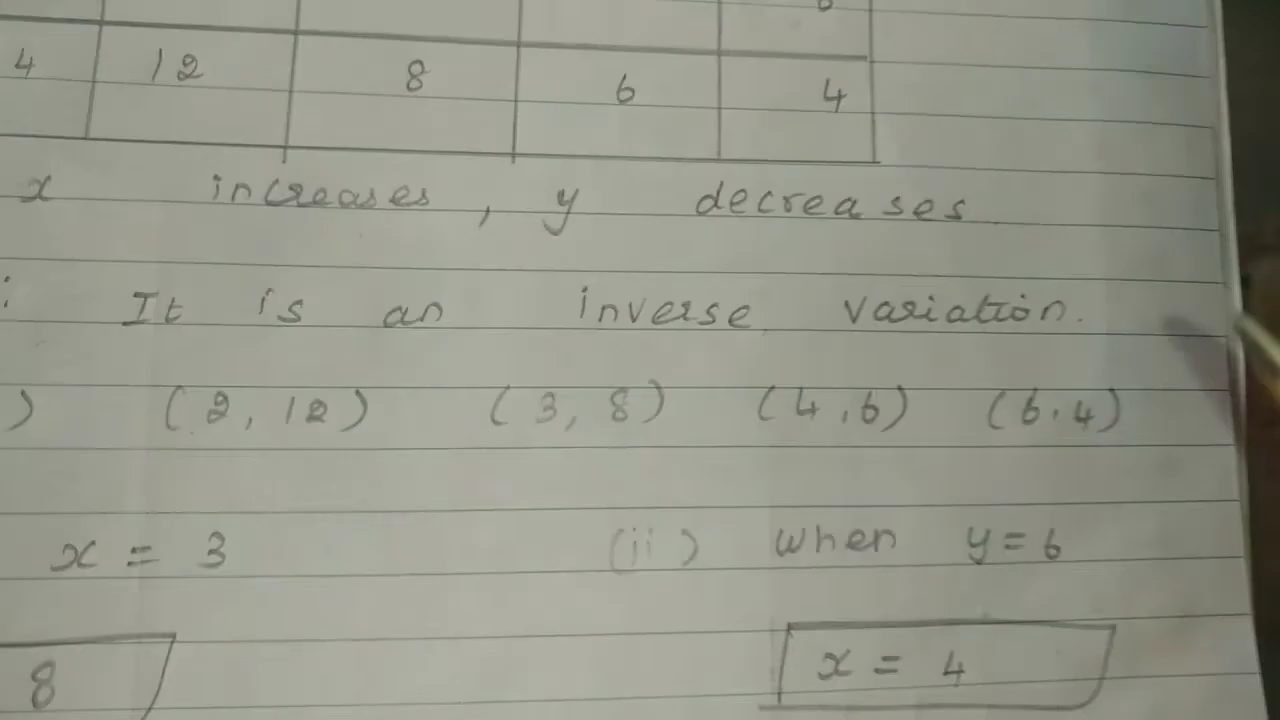 4 12 8 6 4
x increases, y decreases
: It is an inverse variation.
) (2, 12) (3, 8) (4, 6) (6, 4)
x = 3 (ii) when y = 6
8 x = 4